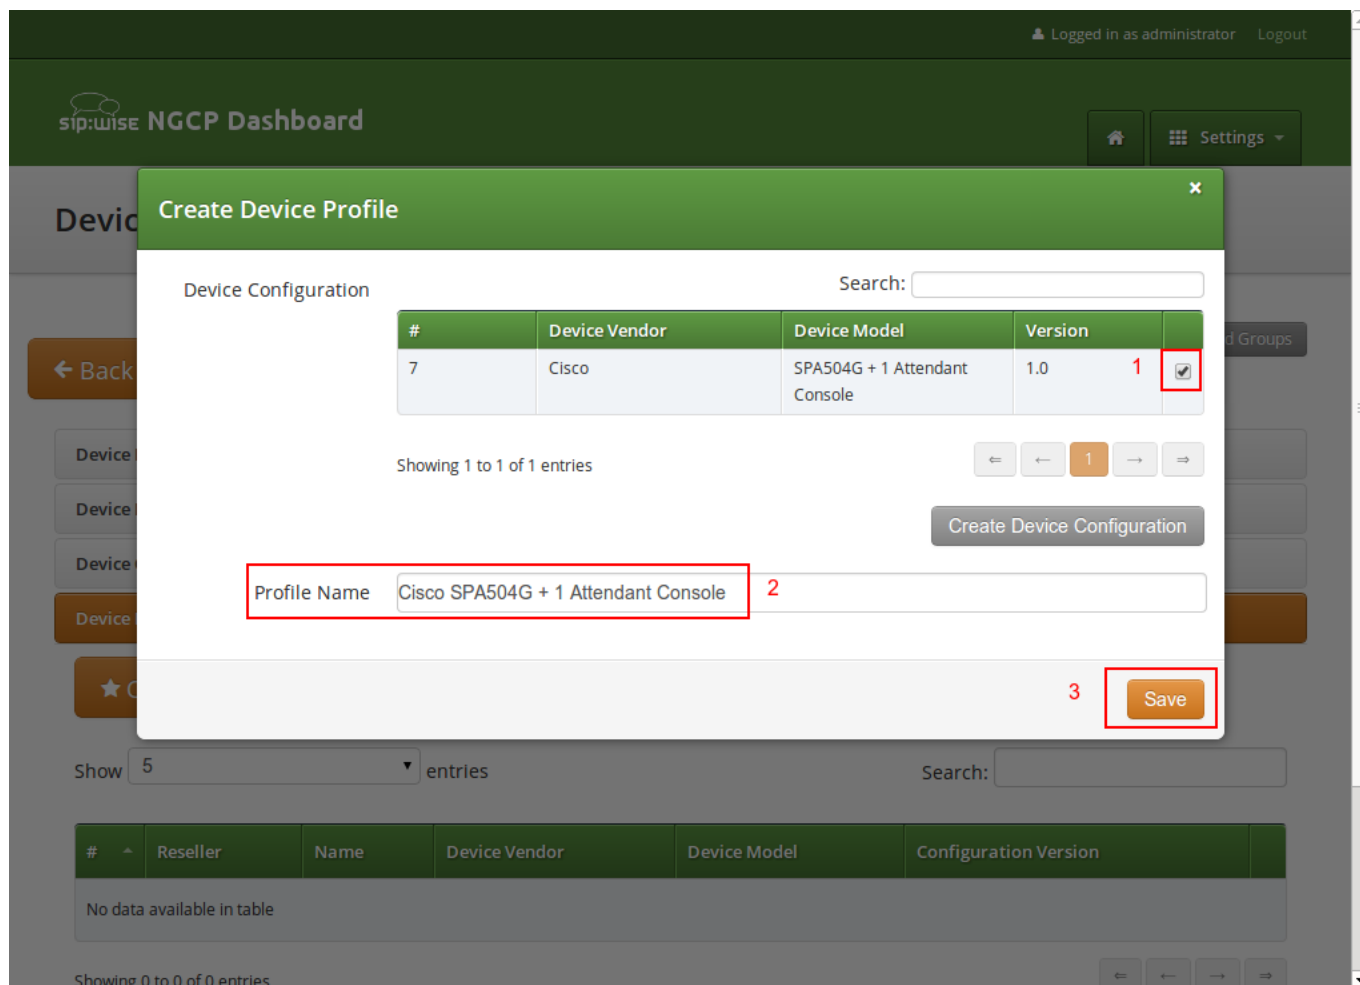 Logged in as administrator Logout
sip:wise NGCP Dashboard
Settings
Devic
Create Device Profile
×
Device Configuration
Search:
# Device Vendor Device Model Version
7 Cisco SPA504G + 1 Attendant 1.0 1
Console
d Groups
← Back
Device
Showing 1 to 1 of 1 entries
⇐ ← 1 → ⇒
Device
Create Device Configuration
Device
Profile Name Cisco SPA504G + 1 Attendant Console 2
Device
3 Save
Show 5 entries
Search:
# Reseller Name Device Vendor Device Model Configuration Version
No data available in table
Showing 0 to 0 of 0 entries
⇐ ← → ⇒